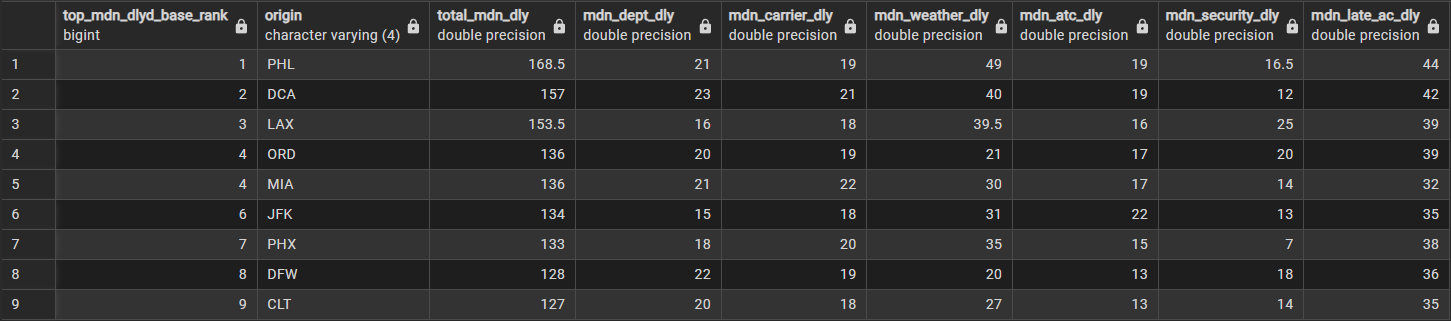 top_mdn_dlyd_base_rank origin total_mdn_dly mdn_dept_dly mdn_carrier_dly mdn_weather_dly mdn_atc_dly mdn_security_dly mdn_late_ac_dly
bigint character varying (4) double precision double precision double precision double precision double precision double precision double precision
1 1 PHL 168.5 21 19 49 19 16.5 44
2 2 DCA 157 23 21 40 19 12 42
3 3 LAX 153.5 16 18 39.5 16 25 39
4 4 ORD 136 20 19 21 17 20 39
5 4 MIA 136 21 22 30 17 14 32
6 6 JFK 134 15 18 31 22 13 35
7 7 PHX 133 18 20 35 15 7 38
8 8 DFW 128 22 19 20 13 18 36
9 9 CLT 127 20 18 27 13 14 35